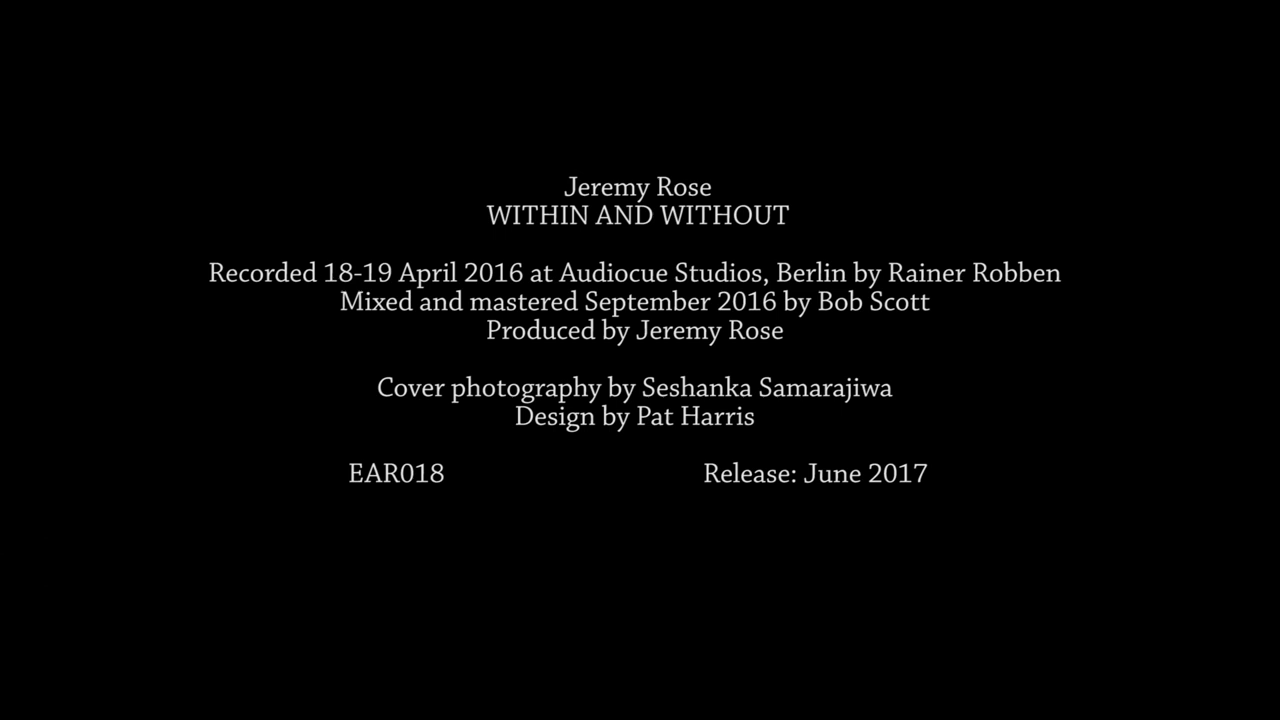 Jeremy Rose
WITHIN AND WITHOUT
Recorded 18-19 April 2016 at Audiocue Studios, Berlin by Rainer Robben
Mixed and mastered September 2016 by Bob Scott
Produced by Jeremy Rose
Cover photography by Seshanka Samarajiwa
Design by Pat Harris
EAR018 Release: June 2017